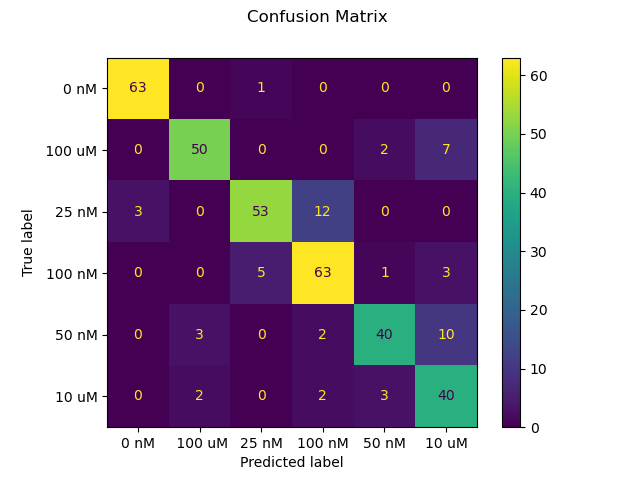 Confusion Matrix
0 nM 63 0 1 0 0 0
100 uM 0 50 0 0 2 7
25 nM 3 0 53 12 0 0
100 nM 0 0 5 63 1 3
50 nM 0 3 0 2 40 10
10 uM 0 2 0 2 3 40
0 nM 100 uM 25 nM 100 nM 50 nM 10 uM
Predicted label
True label
60
50
40
30
20
10
0